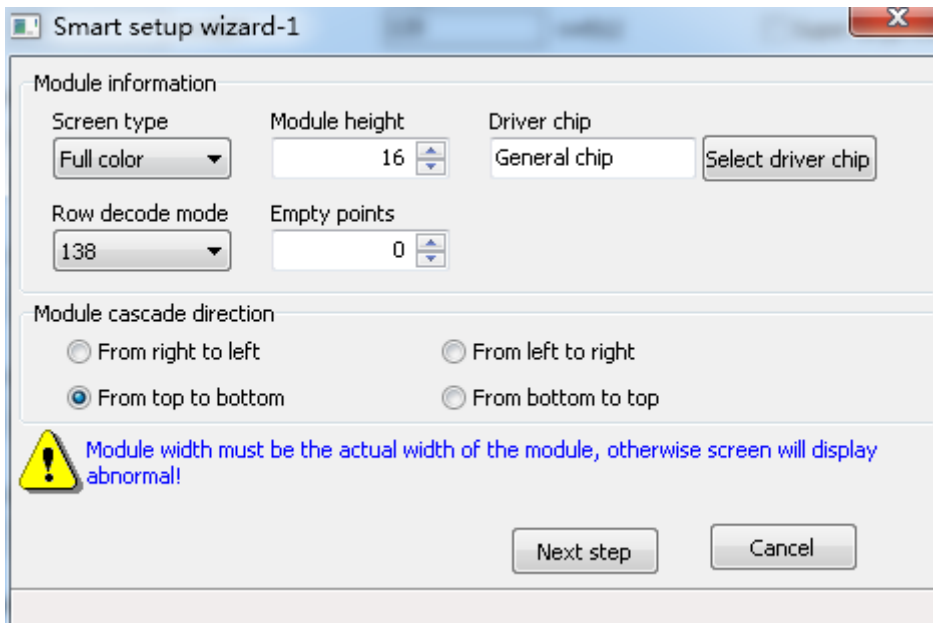 Smart setup wizard-1
Module information
Screen type Module height Driver chip
Full color 16 General chip Select driver chip
Row decode mode Empty points
138 0
Module cascade direction
From right to left From left to right
From top to bottom From bottom to top
Module width must be the actual width of the module, otherwise screen will display
abnormal!
Next step Cancel